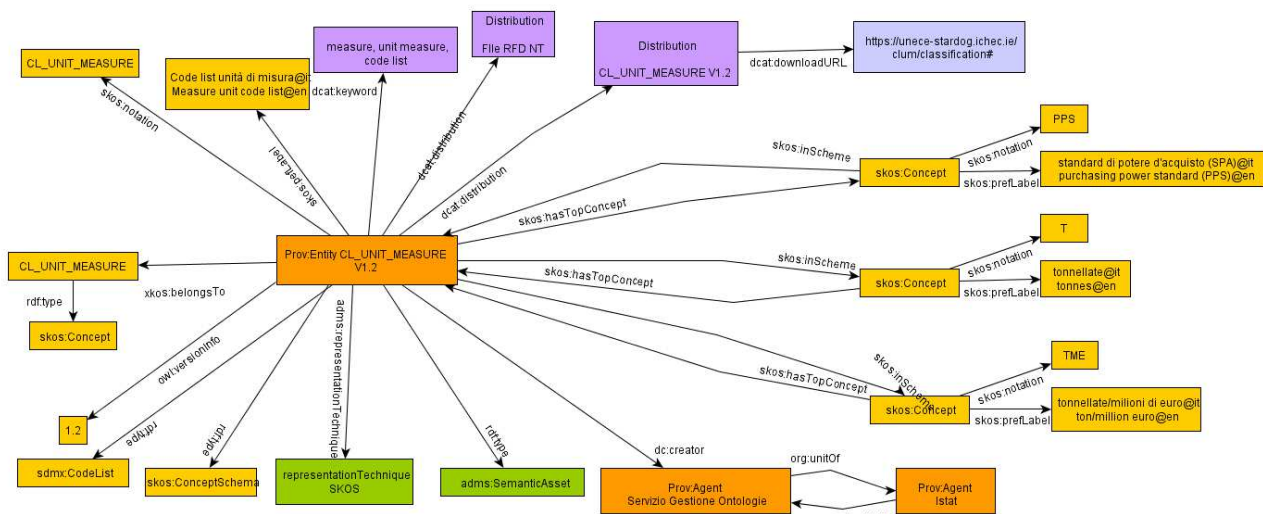 Distribution
FIle RFD NT
measure, unit measure,
code list
Distribution
CL_UNIT_MEASURE V1.2
https://unece-stardog.ichec.ie/
clum/classification#
dcat:downloadURL
CL_UNIT_MEASURE
Code list unità di misura@it
Measure unit code list@en
dcat:keyword
skos:notation
skos:pefLabel
dcat:distribution
dcat:distribution
PPS
skos:inScheme
skos:notation
skos:Concept
standard di potere d'acquisto (SPA)@it
purchasing power standard (PPS)@en
skos:prefLabel
skos:hasTopConcept
T
Prov:Entity CL_UNIT_MEASURE
V1.2
skos:inScheme
skos:notation
CL_UNIT_MEASURE
skos:hasTopConcept
skos:Concept
tonnellate@it
tonnes@en
skos:prefLabel
xkos:belongsTo
rdf:type
skos:Concept
owl:versionInfo
adms:representationTechnique
skos:inScheme
skos:hasTopConcept
TME
skos:notation
skos:Concept
tonnellate/milioni di euro@it
ton/million euro@en
skos:prefLabel
1.2
rdf:type
rdf:type
rdf:type
dc:creator
org:unitOf
sdmx:CodeList
skos:ConceptSchema
representationTechnique
SKOS
adms:SemanticAsset
Prov:Agent
Servizio Gestione Ontologie
Prov:Agent
Istat